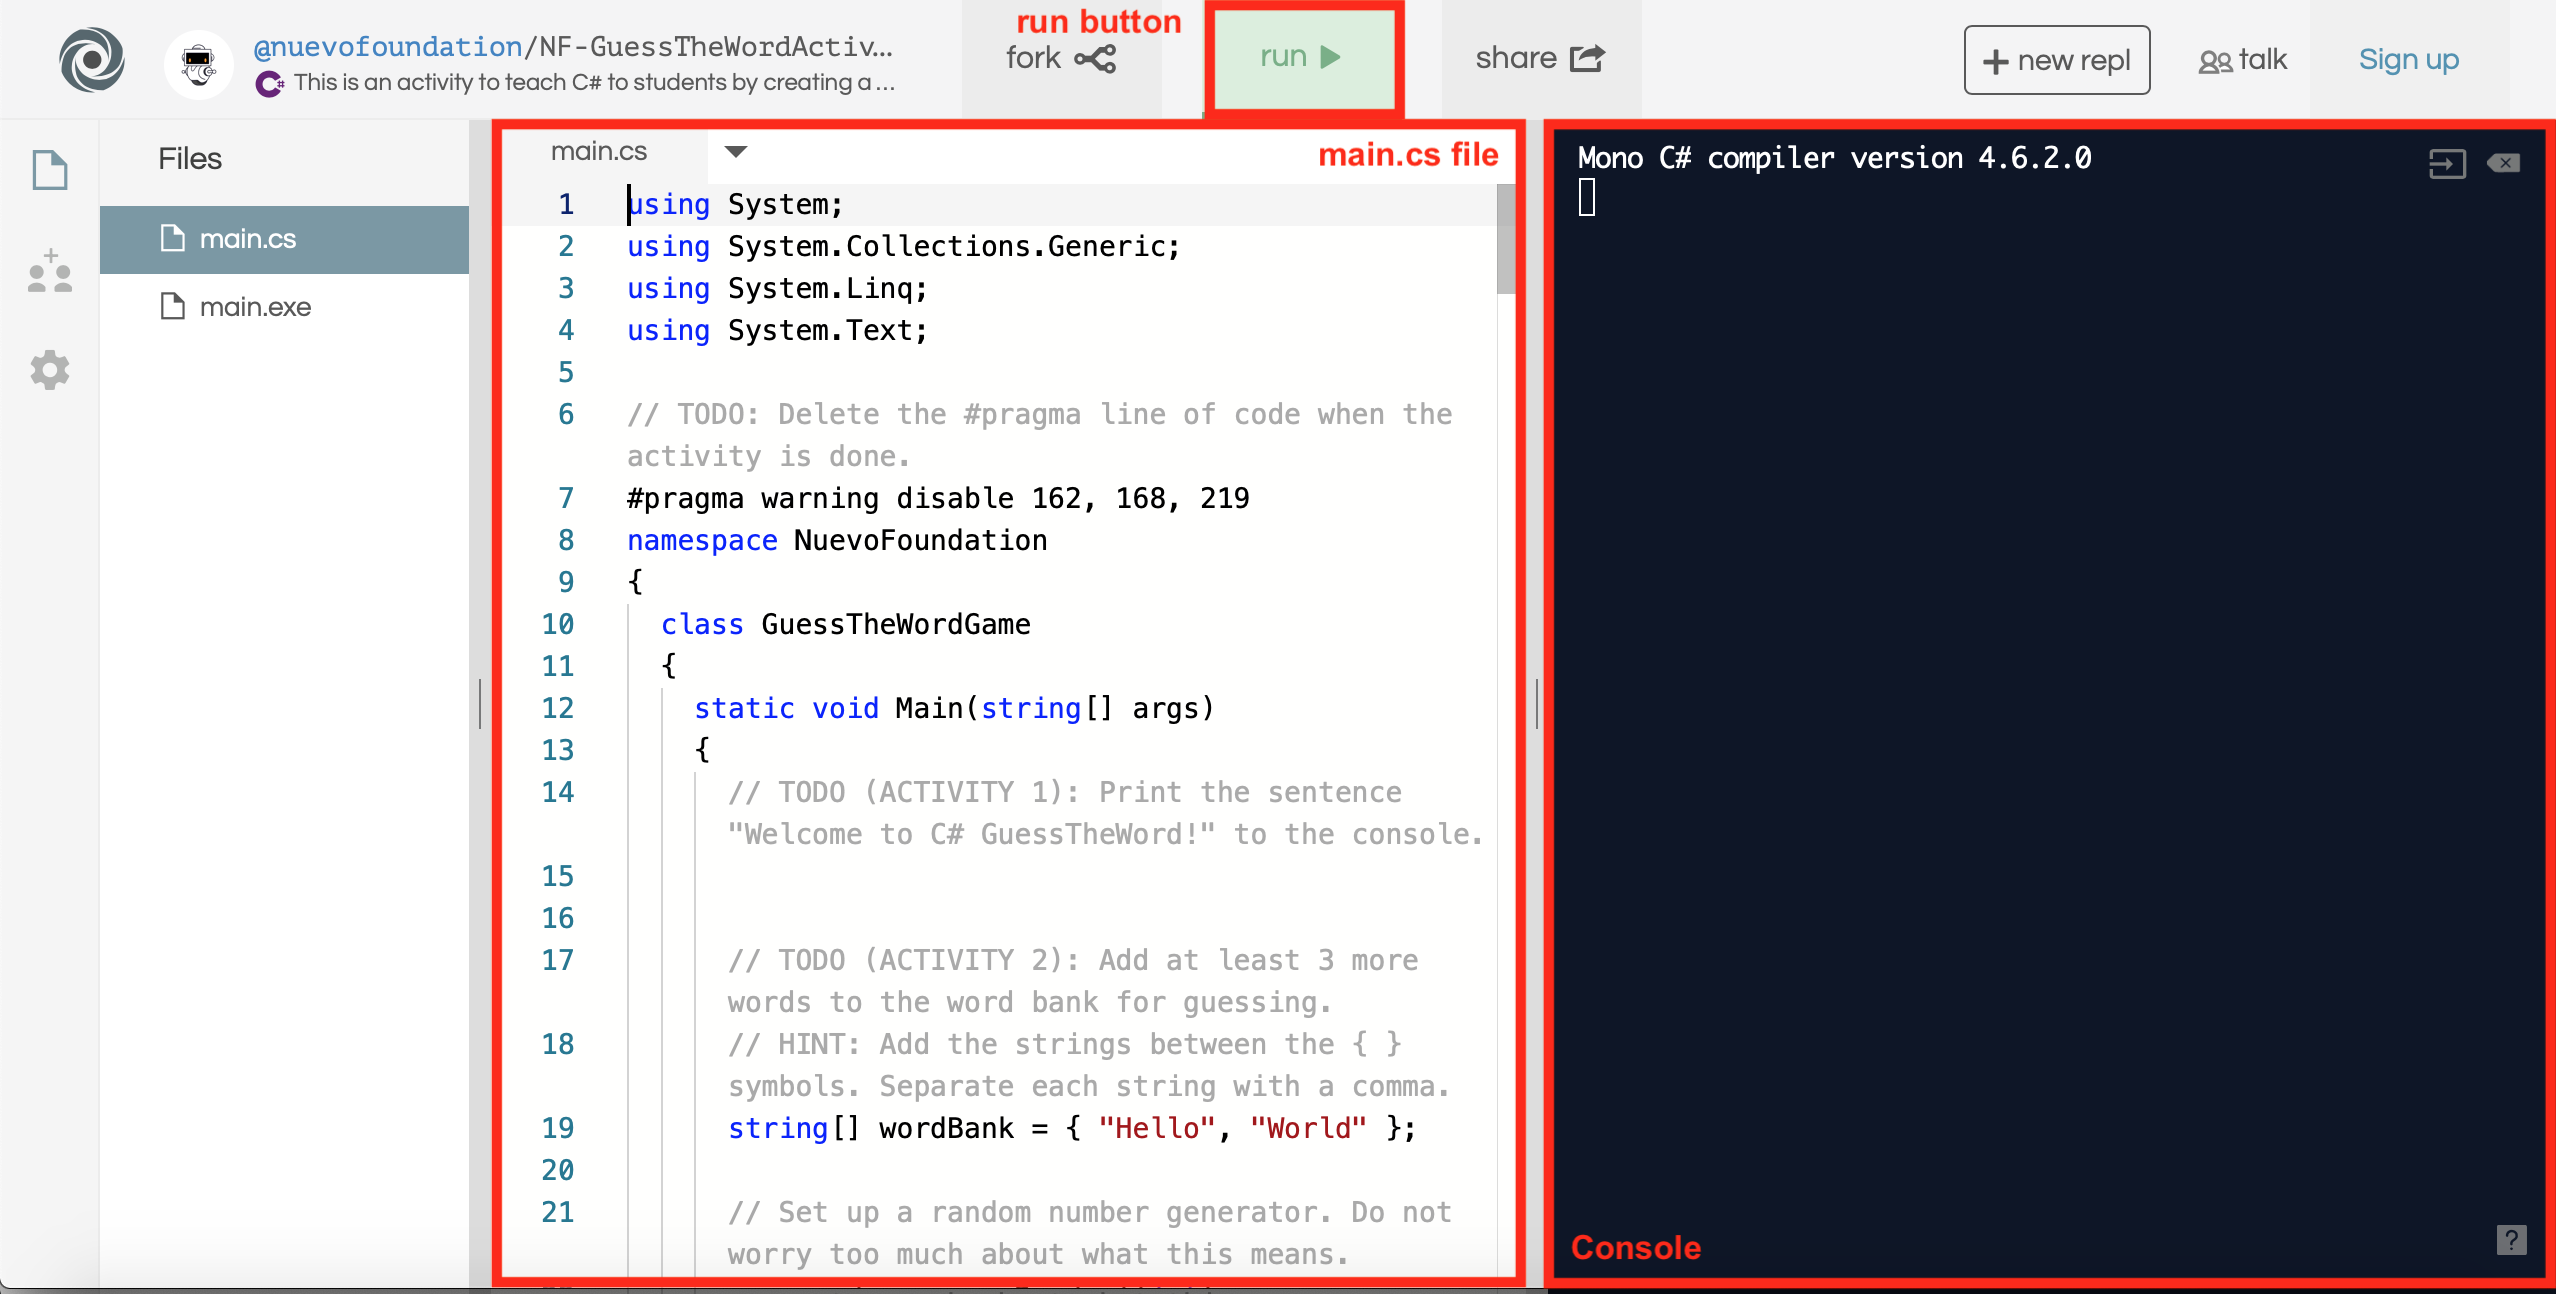 @nuevofoundation/NF-GuessTheWordActiv...
This is an activity to teach C# to students by creating a ...
run button
fork
run
share
+ new repl
talk
Sign up
Files
main.cs
main.exe
main.cs
main.cs file
1 using System;
2 using System.Collections.Generic;
3 using System.Linq;
4 using System.Text;
5
6 // TODO: Delete the #pragma line of code when the
activity is done.
7 #pragma warning disable 162, 168, 219
8 namespace NuevoFoundation
9 {
10 class GuessTheWordGame
11 {
12 static void Main(string[] args)
13 {
14 // TODO (ACTIVITY 1): Print the sentence
"Welcome to C# GuessTheWord!" to the console.
15
16
17 // TODO (ACTIVITY 2): Add at least 3 more
words to the word bank for guessing.
18 // HINT: Add the strings between the { }
symbols. Separate each string with a comma.
19 string[] wordBank = { "Hello", "World" };
20
21 // Set up a random number generator. Do not
worry too much about what this means.
Mono C# compiler version 4.6.2.0
Console
?